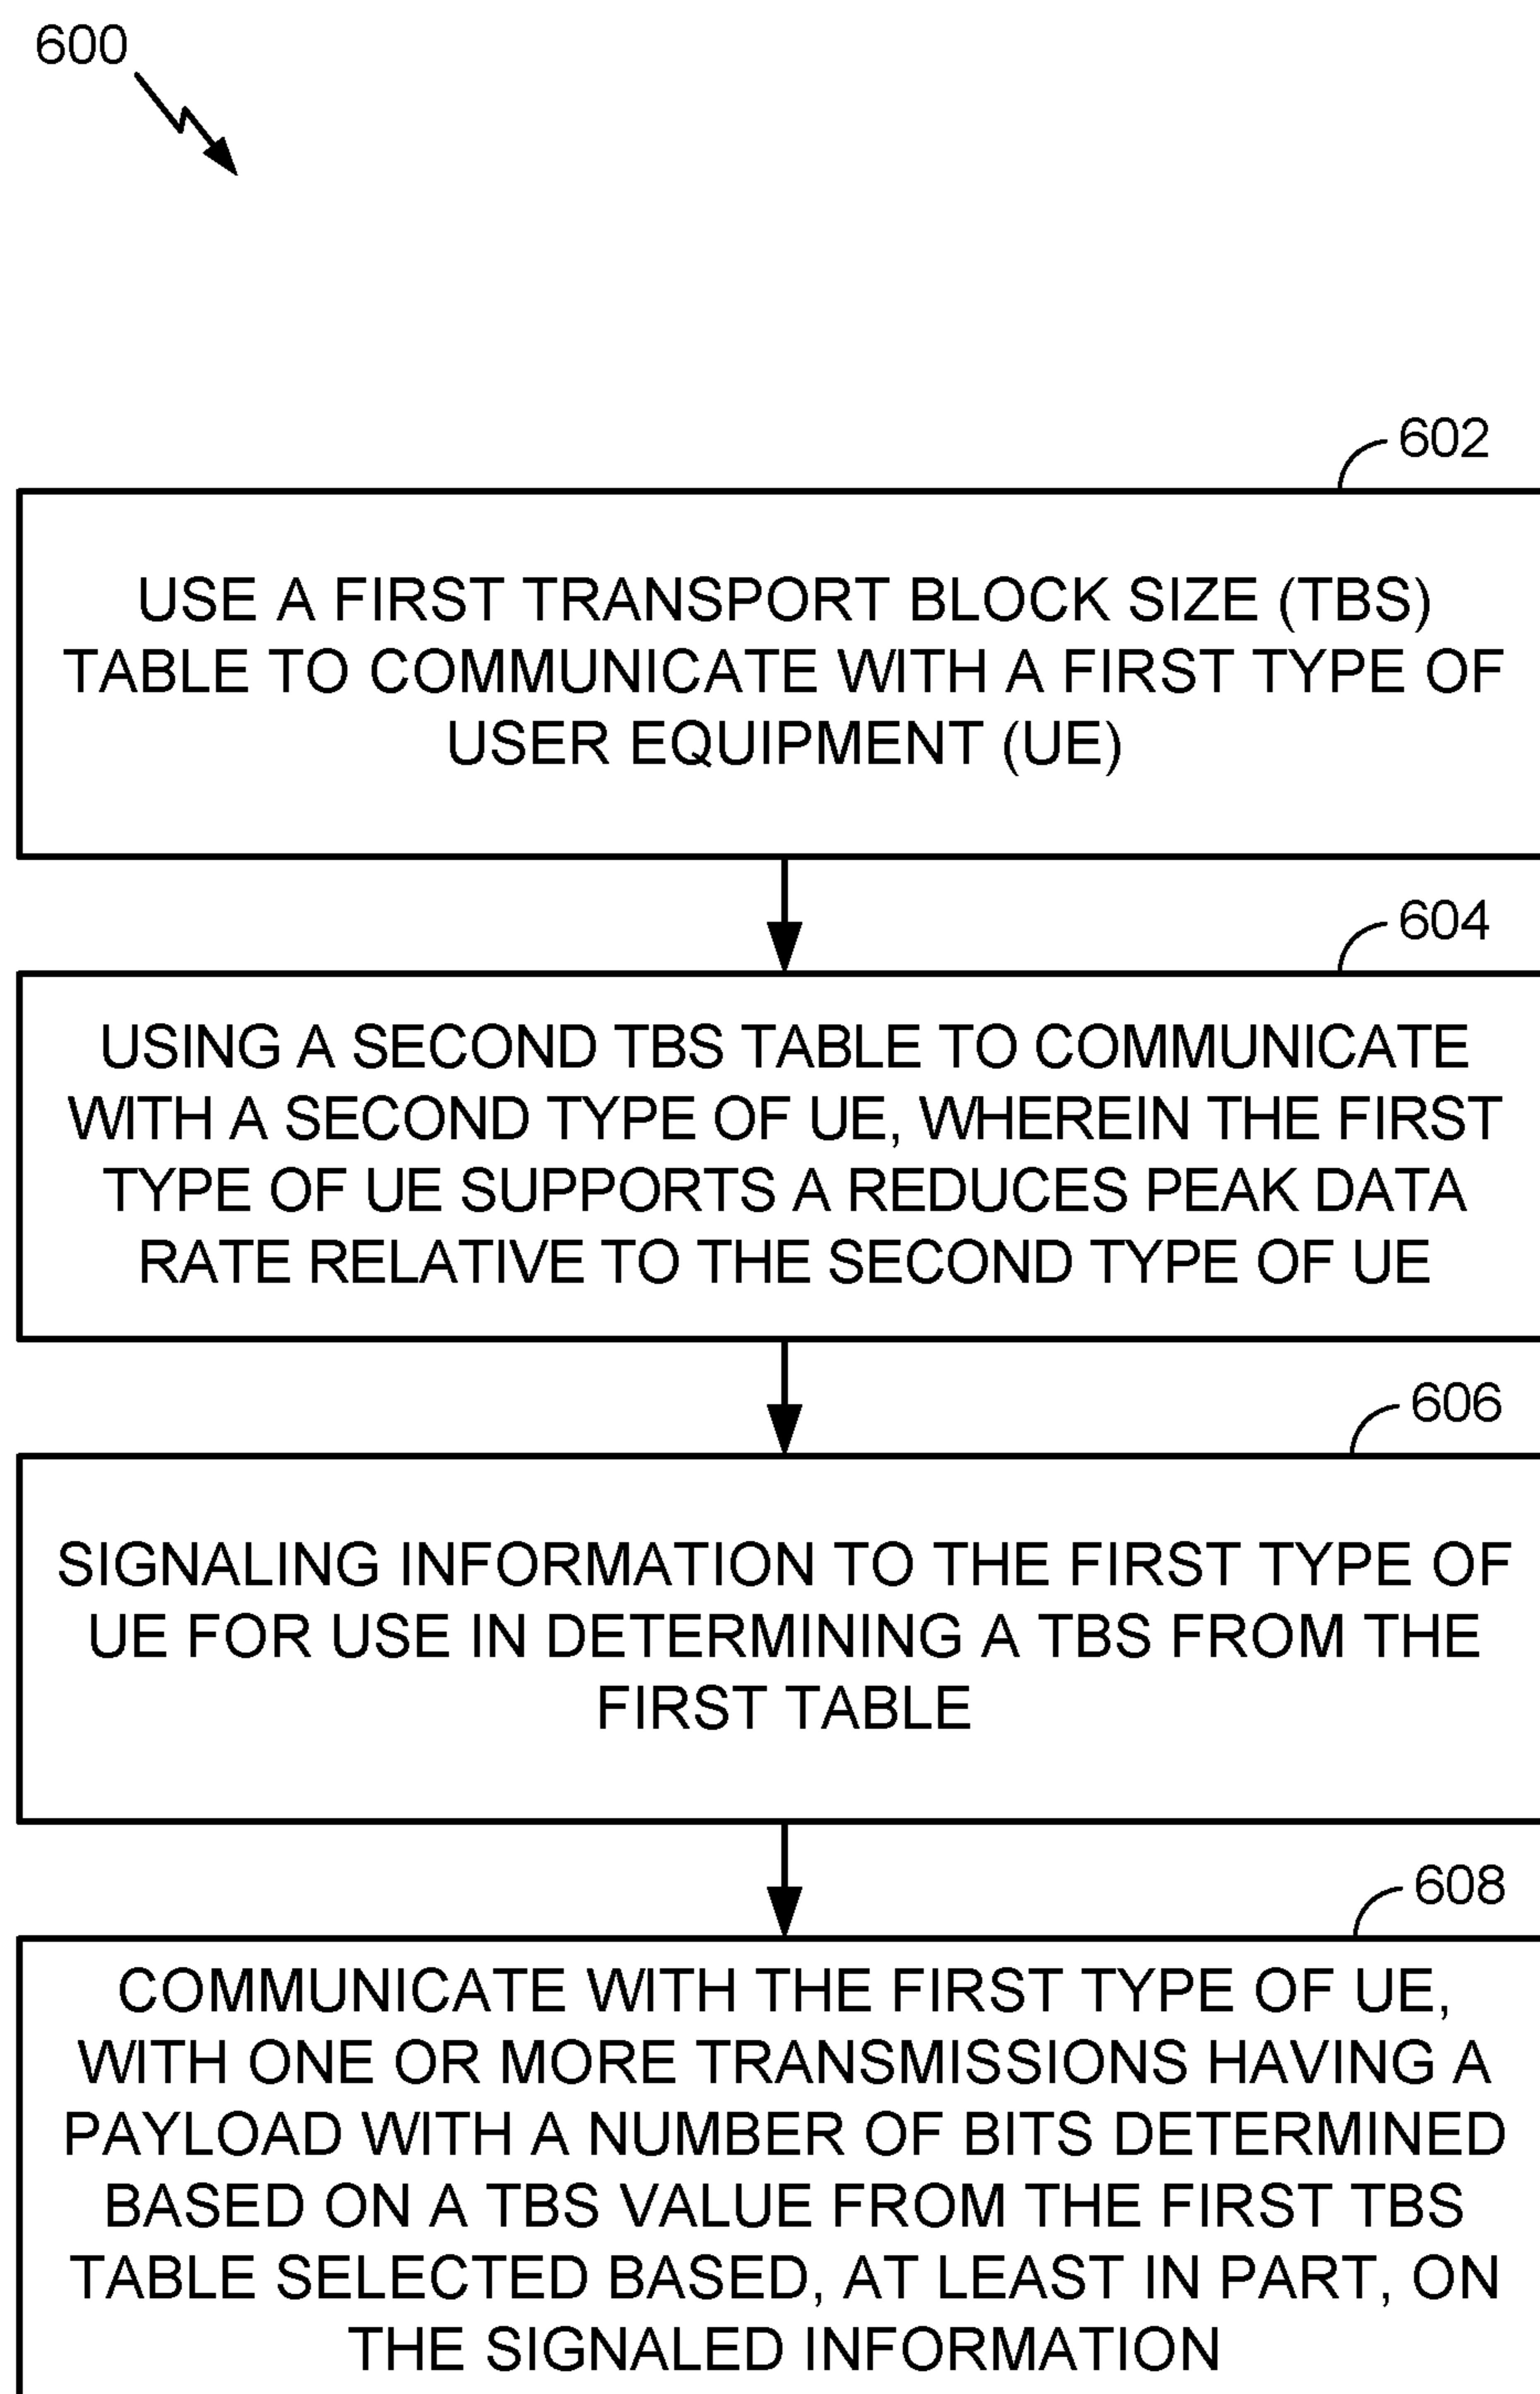 600
602
USE A FIRST TRANSPORT BLOCK SIZE (TBS)
TABLE TO COMMUNICATE WITH A FIRST TYPE OF
USER EQUIPMENT (UE)
604
USING A SECOND TBS TABLE TO COMMUNICATE
WITH A SECOND TYPE OF UE, WHEREIN THE FIRST
TYPE OF UE SUPPORTS A REDUCES PEAK DATA
RATE RELATIVE TO THE SECOND TYPE OF UE
606
SIGNALING INFORMATION TO THE FIRST TYPE OF
UE FOR USE IN DETERMINING A TBS FROM THE
FIRST TABLE
608
COMMUNICATE WITH THE FIRST TYPE OF UE,
WITH ONE OR MORE TRANSMISSIONS HAVING A
PAYLOAD WITH A NUMBER OF BITS DETERMINED
BASED ON A TBS VALUE FROM THE FIRST TBS
TABLE SELECTED BASED, AT LEAST IN PART, ON
THE SIGNALED INFORMATION